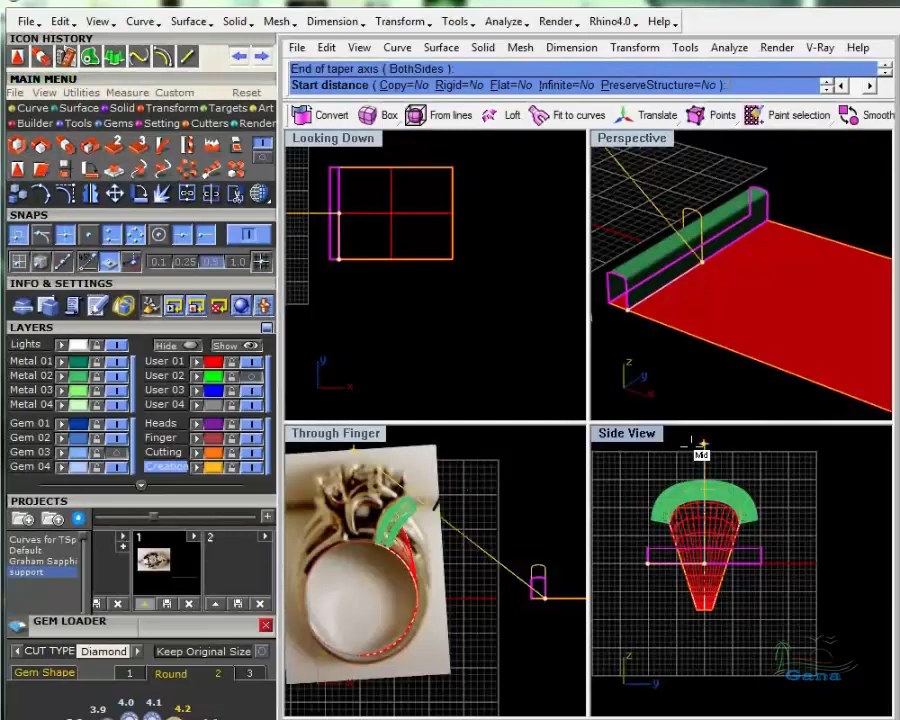 File Edit View Curve Surface Solid Mesh Dimension Transform Tools Analyze Render Rhino4.0 Help
ICON HISTORY
MAIN MENU
File View Utilities Measure Custom Reset
Curve Surface Solid Transform Targets Art
Builder Tools Gems Setting Cutters Render
SNAPS
0.1 0.25 0.5 1.0
INFO & SETTINGS
LAYERS
Lights Hide Show
Metal 01 User 01
Metal 02 User 02
Metal 03 User 03
Metal 04 User 04
Gem 01 Heads
Gem 02 Finger
Gem 03 Cutting
Gem 04 Creation
PROJECTS
Curves for TSp
Default
Graham Sapphi
support
1 2
GEM LOADER
CUT TYPE Diamond Keep Original Size
Gem Shape 1 Round 2 3
3.9 4.0 4.1 4.2
File Edit View Curve Surface Solid Mesh Dimension Transform Tools Analyze Render V-Ray Help
End of taper axis ( BothSides ):
Start distance ( Copy=No Rigid=No Flat=No Infinite=No PreserveStructure=No ):
Convert Box From lines Loft Fit to curves Translate Points Paint selection Smooth
Looking Down
y
x
Perspective
z
y
x
Through Finger
z
x
Side View
Mid
z
y
Gana